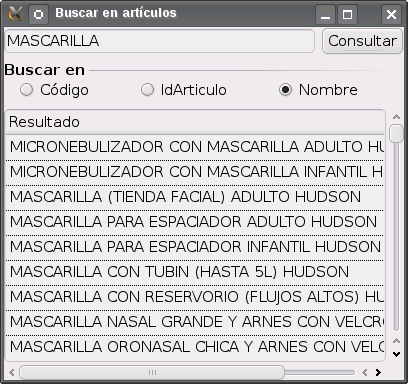 Buscar en artículos
MASCARILLA
Consultar
Buscar en
Código
IdArticulo
Nombre
Resultado
MICRONEBULIZADOR CON MASCARILLA ADULTO HU
MICRONEBULIZADOR CON MASCARILLA INFANTIL H
MASCARILLA (TIENDA FACIAL) ADULTO HUDSON
MASCARILLA PARA ESPACIADOR ADULTO HUDSON
MASCARILLA PARA ESPACIADOR INFANTIL HUDSON
MASCARILLA CON TUBIN (HASTA 5L) HUDSON
MASCARILLA CON RESERVORIO (FLUJOS ALTOS) HU
MASCARILLA NASAL GRANDE Y ARNES CON VELCRO
MASCARILLA ORONASAL CHICA Y ARNES CON VELC